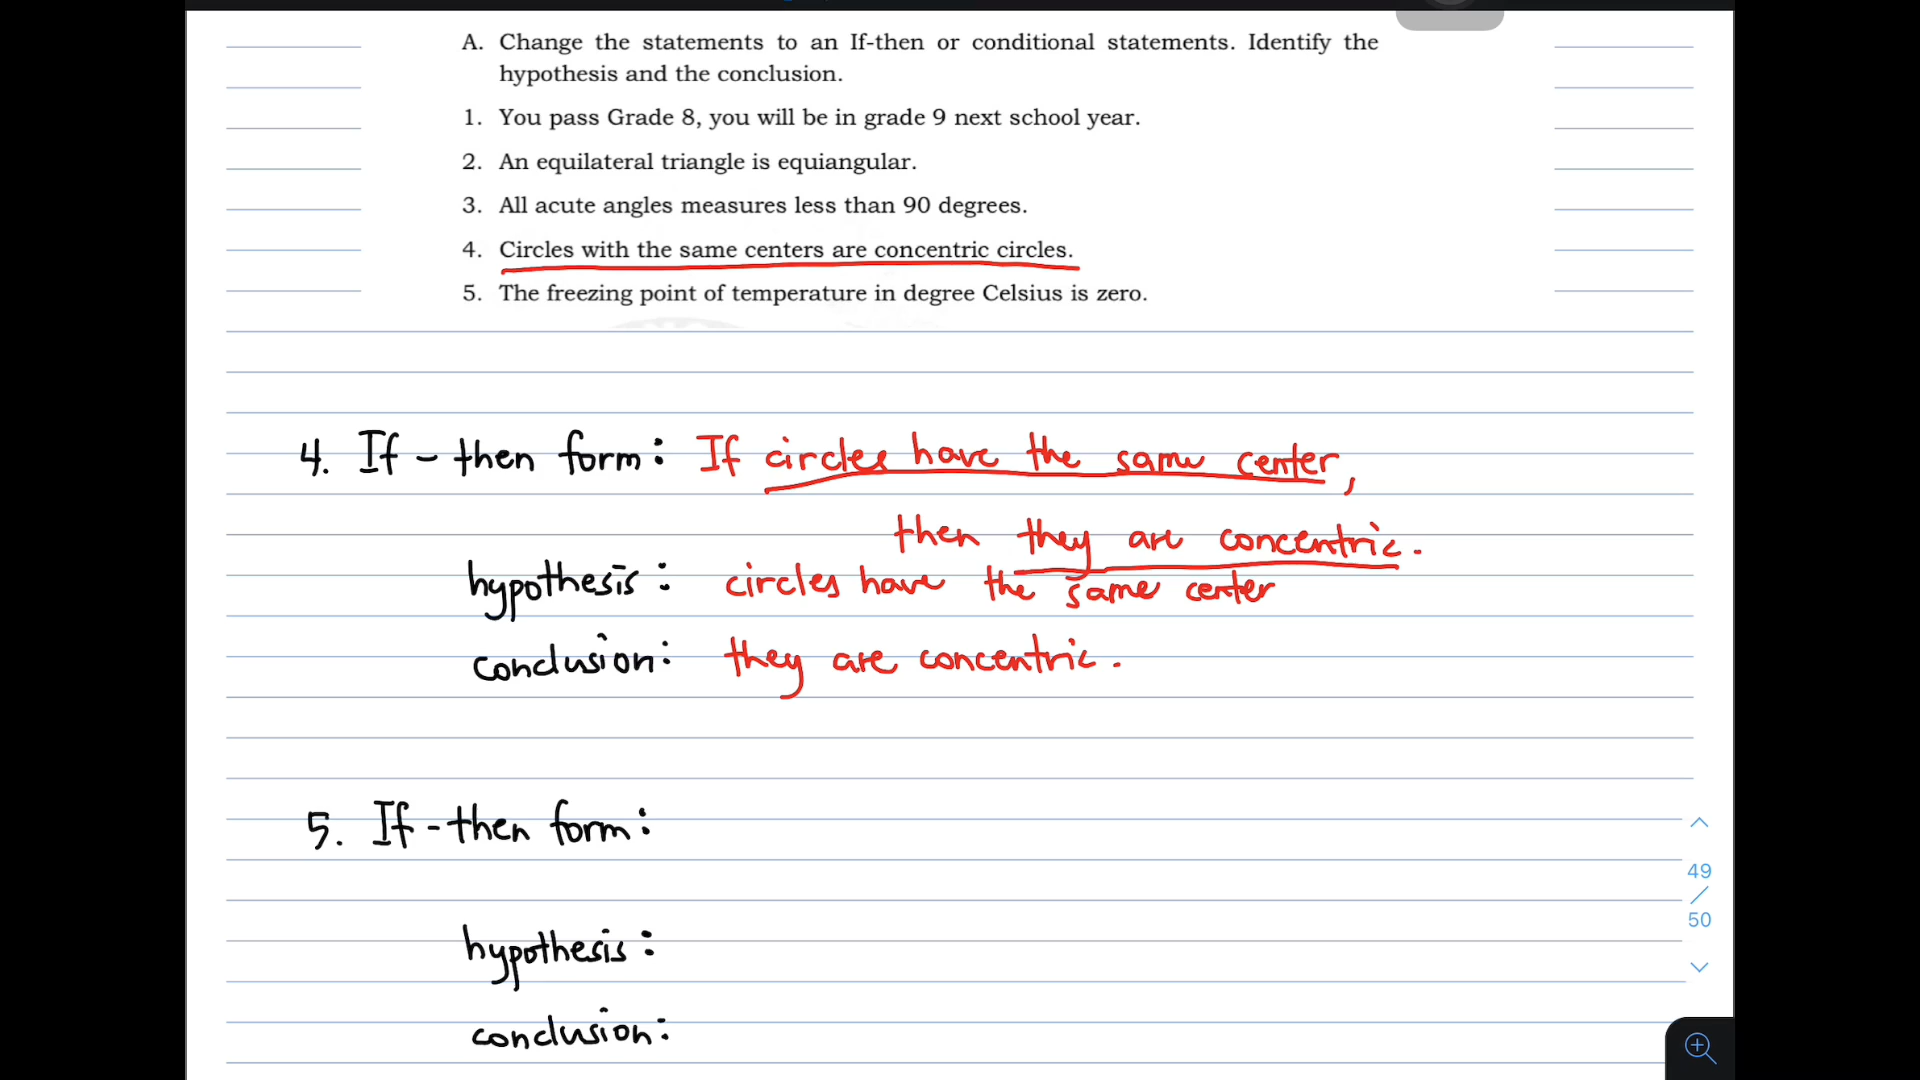 A. Change the statements to an If-then or conditional statements. Identify the
hypothesis and the conclusion.
1. You pass Grade 8, you will be in grade 9 next school year.
2. An equilateral triangle is equiangular.
3. All acute angles measures less than 90 degrees.
4. Circles with the same centers are concentric circles.
5. The freezing point of temperature in degree Celsius is zero.
4. If - then form: If circles have the same center,
then they are concentric.
hypothesis: circles have the same center
conclusion: they are concentric.
5. If - then form:
49
/
50
hypothesis:
conclusion: